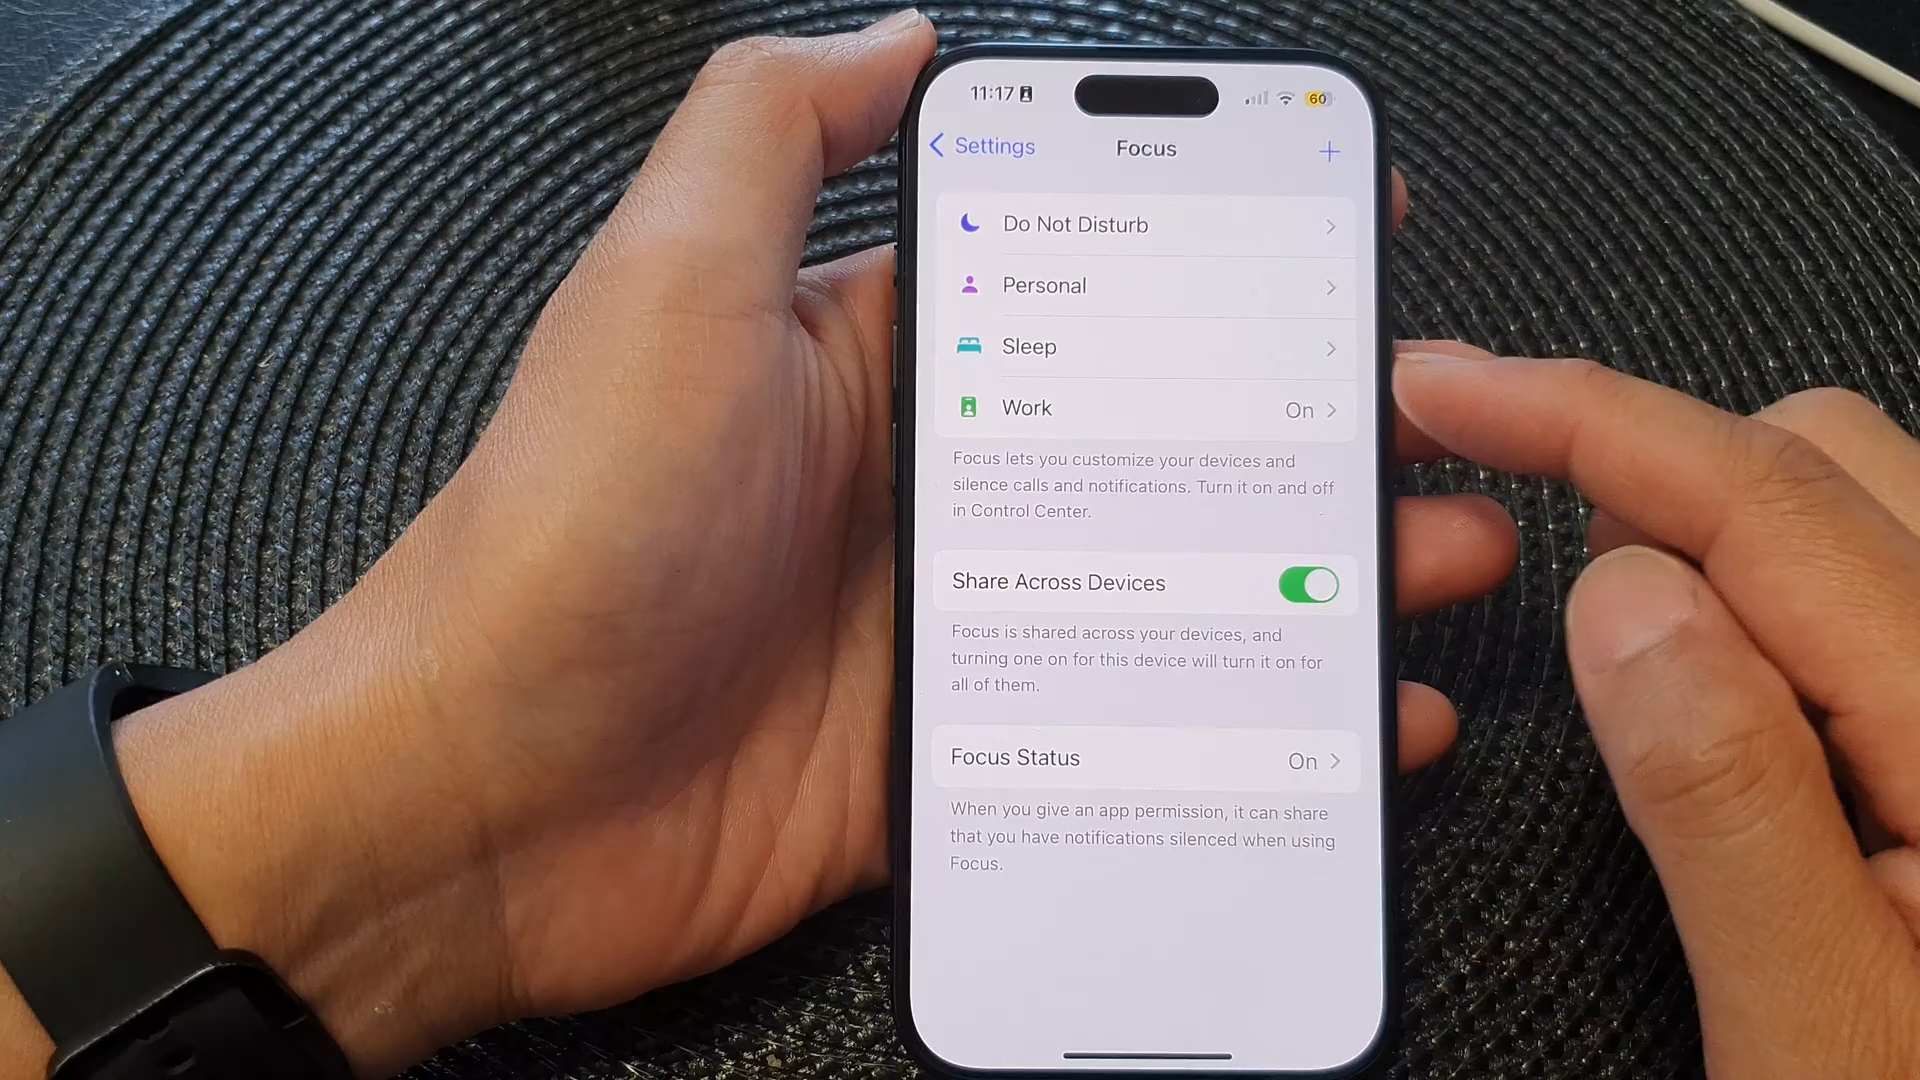 11:17
60
Settings
Focus
Do Not Disturb
Personal
Sleep
Work On
Focus lets you customize your devices and
silence calls and notifications. Turn it on and off
in Control Center.
Share Across Devices
Focus is shared across your devices, and
turning one on for this device will turn it on for
all of them.
Focus Status On
When you give an app permission, it can share
that you have notifications silenced when using
Focus.